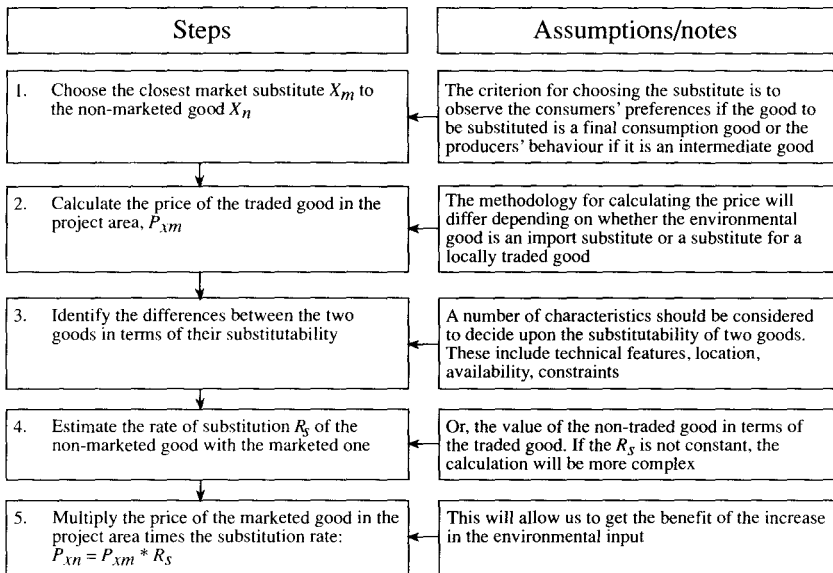 Steps
Assumptions/notes
1. Choose the closest market substitute Xm to
the non-marketed good Xn
The criterion for choosing the substitute is to
observe the consumers' preferences if the good to
be substituted is a final consumption good or the
producers' behaviour if it is an intermediate good
2. Calculate the price of the traded good in the
project area, Pxm
The methodology for calculating the price will
differ depending on whether the environmental
good is an import substitute or a substitute for a
locally traded good
3. Identify the differences between the two
goods in terms of their substitutability
A number of characteristics should be considered
to decide upon the substitutability of two goods.
These include technical features, location,
availability, constraints
4. Estimate the rate of substitution Rs of the
non-marketed good with the marketed one
Or, the value of the non-traded good in terms of
the traded good. If the Rs is not constant, the
calculation will be more complex
5. Multiply the price of the marketed good in the
project area times the substitution rate:
Pxn = Pxm * Rs
This will allow us to get the benefit of the increase
in the environmental input